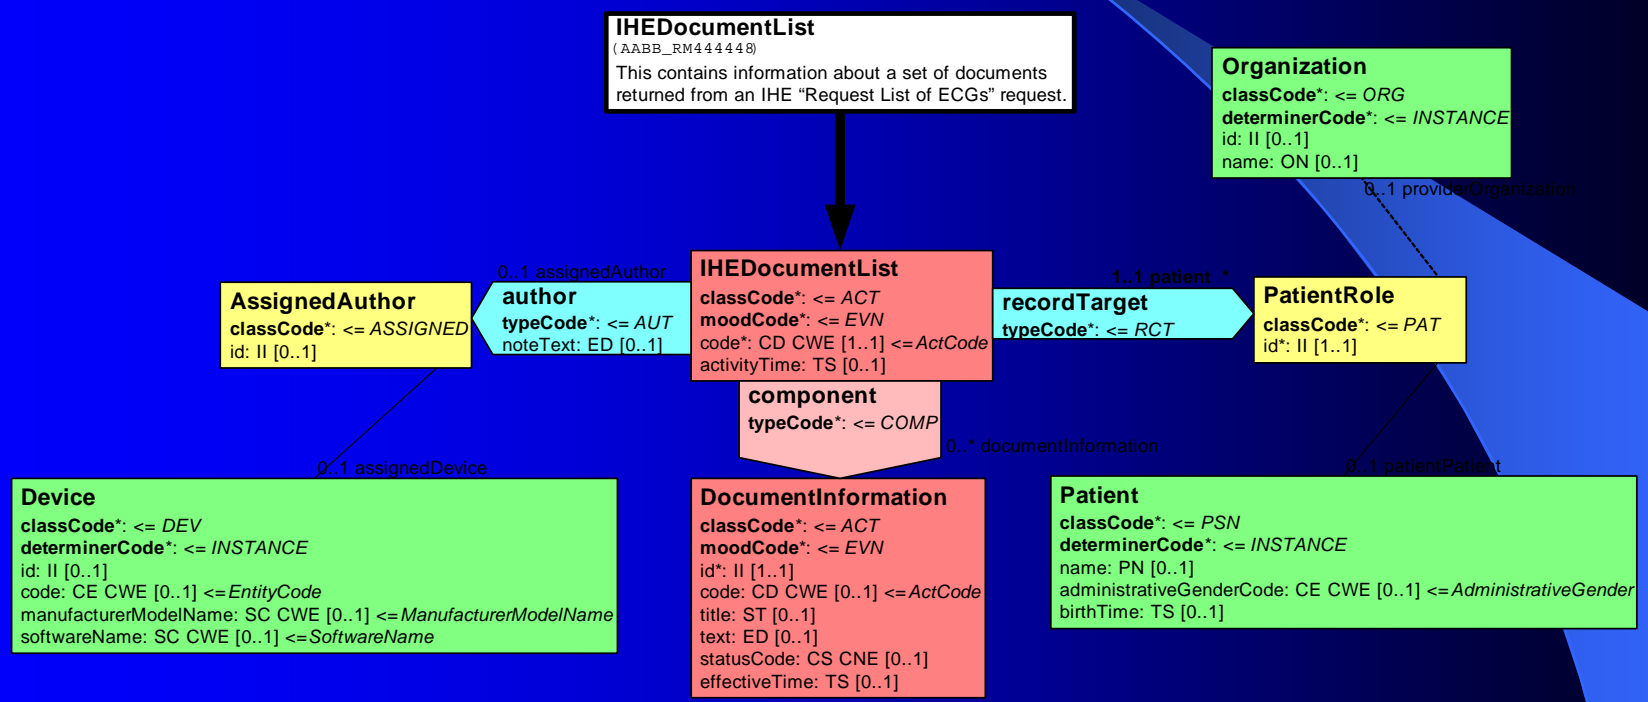 IHEDocumentList
(AABB_RM444448)
This contains information about a set of documents
returned from an IHE “Request List of ECGs” request.
Organization
classCode*: <= ORG
determinerCode*: <= INSTANCE
id: II [0..1]
name: ON [0..1]
0..1 providerOrganization
0..1 assignedAuthor
author
typeCode*: <= AUT
noteText: ED [0..1]
AssignedAuthor
classCode*: <= ASSIGNED
id: II [0..1]
IHEDocumentList
classCode*: <= ACT
moodCode*: <= EVN
code*: CD CWE [1..1] <= ActCode
activityTime: TS [0..1]
1..1 patient *
recordTarget
typeCode*: <= RCT
PatientRole
classCode*: <= PAT
id*: II [1..1]
component
typeCode*: <= COMP
0..* documentInformation
0..1 assignedDevice
0..1 patientPatient
Device
classCode*: <= DEV
determinerCode*: <= INSTANCE
id: II [0..1]
code: CE CWE [0..1] <= EntityCode
manufacturerModelName: SC CWE [0..1] <= ManufacturerModelName
softwareName: SC CWE [0..1] <= SoftwareName
DocumentInformation
classCode*: <= ACT
moodCode*: <= EVN
id*: II [1..1]
code: CD CWE [0..1] <= ActCode
title: ST [0..1]
text: ED [0..1]
statusCode: CS CNE [0..1]
effectiveTime: TS [0..1]
Patient
classCode*: <= PSN
determinerCode*: <= INSTANCE
name: PN [0..1]
administrativeGenderCode: CE CWE [0..1] <= AdministrativeGender
birthTime: TS [0..1]